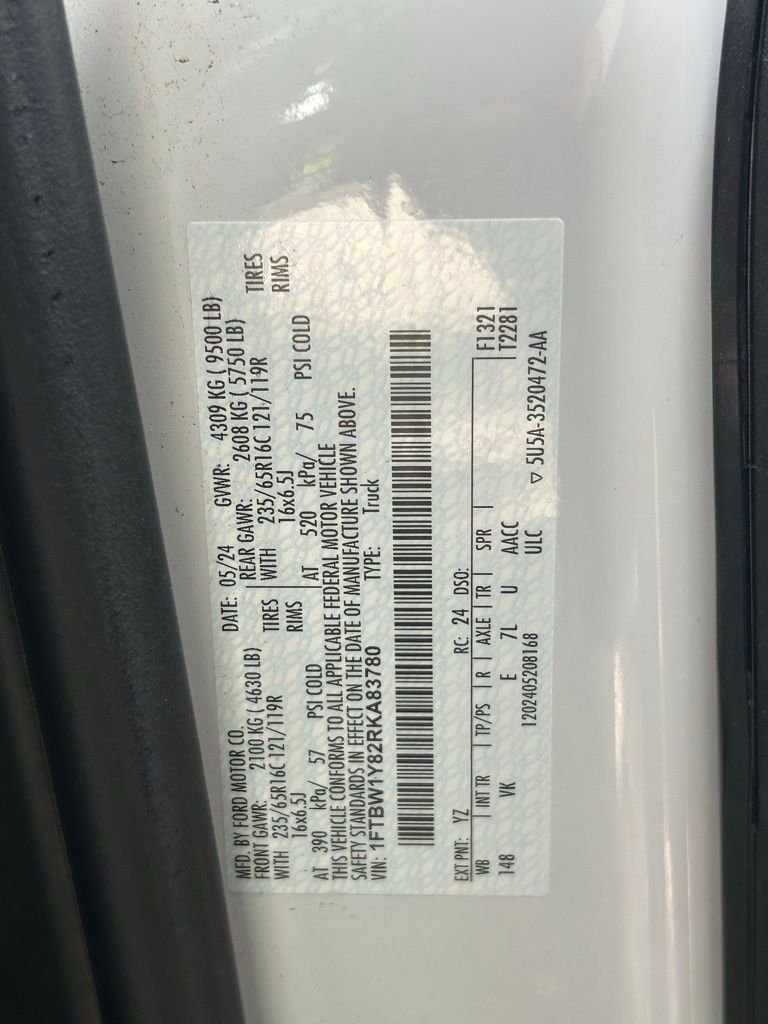 MFD. BY FORD MOTOR CO. DATE: 05/24 GVWR: 4309 KG ( 9500 LB)
FRONT GAWR: 2100 KG ( 4630 LB) REAR GAWR: 2608 KG ( 5750 LB)
WITH 235/65R16C 121/119R TIRES WITH 235/65R16C 121/119R TIRES
16x6.5J RIMS 16x6.5J RIMS
AT 390 kPa/ 57 PSI COLD AT 520 kPa/ 75 PSI COLD
THIS VEHICLE CONFORMS TO ALL APPLICABLE FEDERAL MOTOR VEHICLE
SAFETY STANDARDS IN EFFECT ON THE DATE OF MANUFACTURE SHOWN ABOVE.
VIN: 1FTBW1Y82RKA83780 TYPE: Truck
EXT PNT: YZ RC: 24 DSO:
WB INT TR TP/PS R AXLE TR SPR F1321
148 VK E 7L U AACC T2281
1202405208168 ULC ▽ 5U5A-3520472-AA